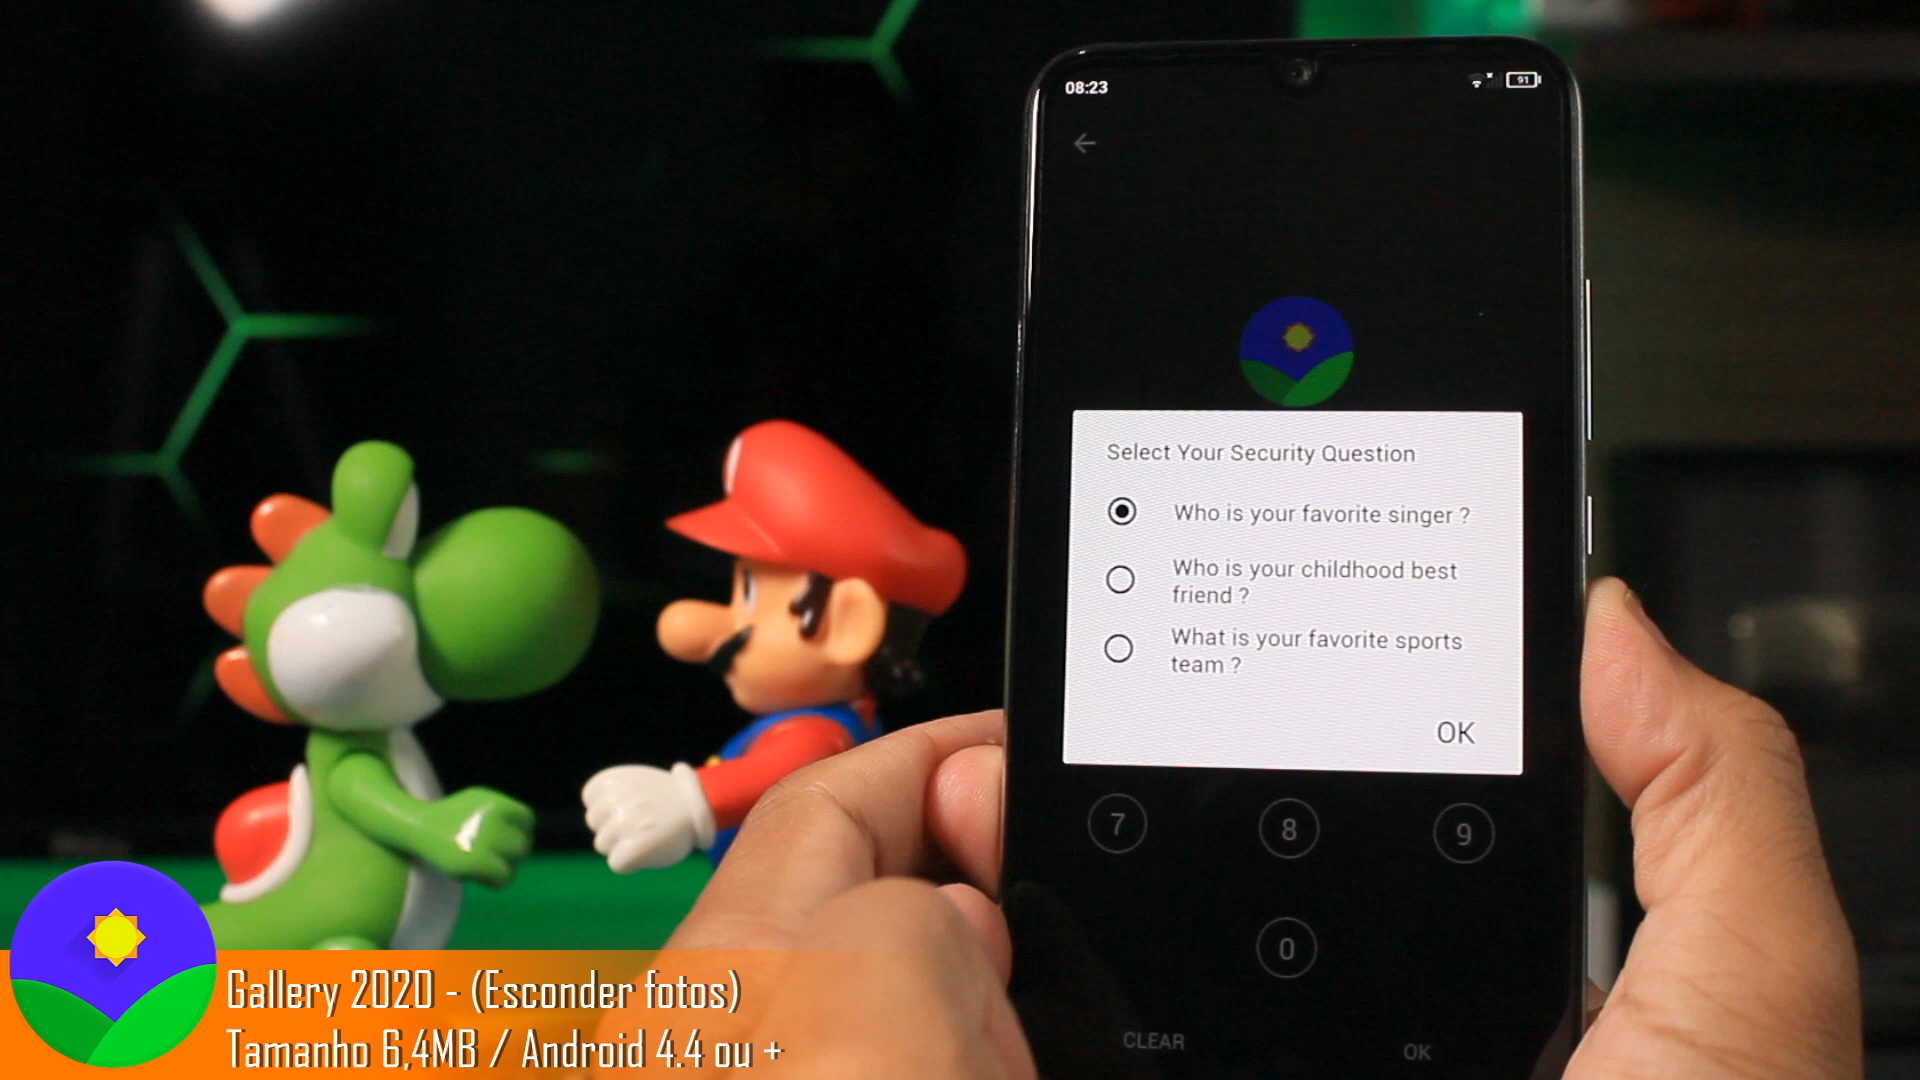 08:23
91
Select Your Security Question
Who is your favorite singer ?
Who is your childhood best
friend ?
What is your favorite sports
team ?
OK
7 8 9
0
CLEAR OK
Gallery 2020 - (Esconder fotos)
Tamanho 6,4MB / Android 4.4 ou +